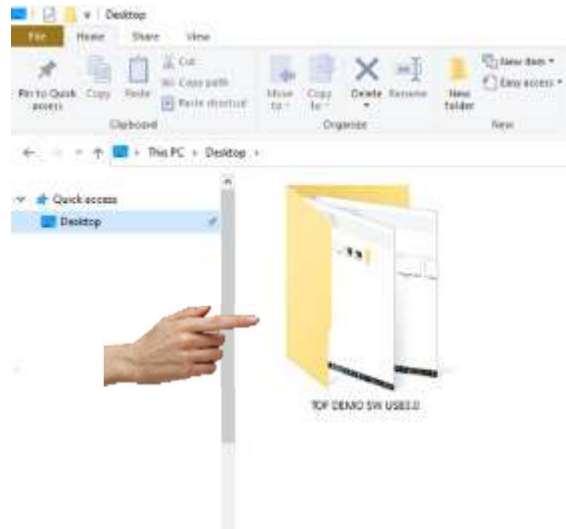 Desktop
File Home Share View
Pin to Quick access
Copy
Paste
Cut
Copy path
Paste shortcut
Move to
Copy to
Delete
Rename
New folder
New item
Easy access
Clipboard
Organize
New
This PC Desktop
Quick access
Desktop
TOF DEMO SW USB3.0